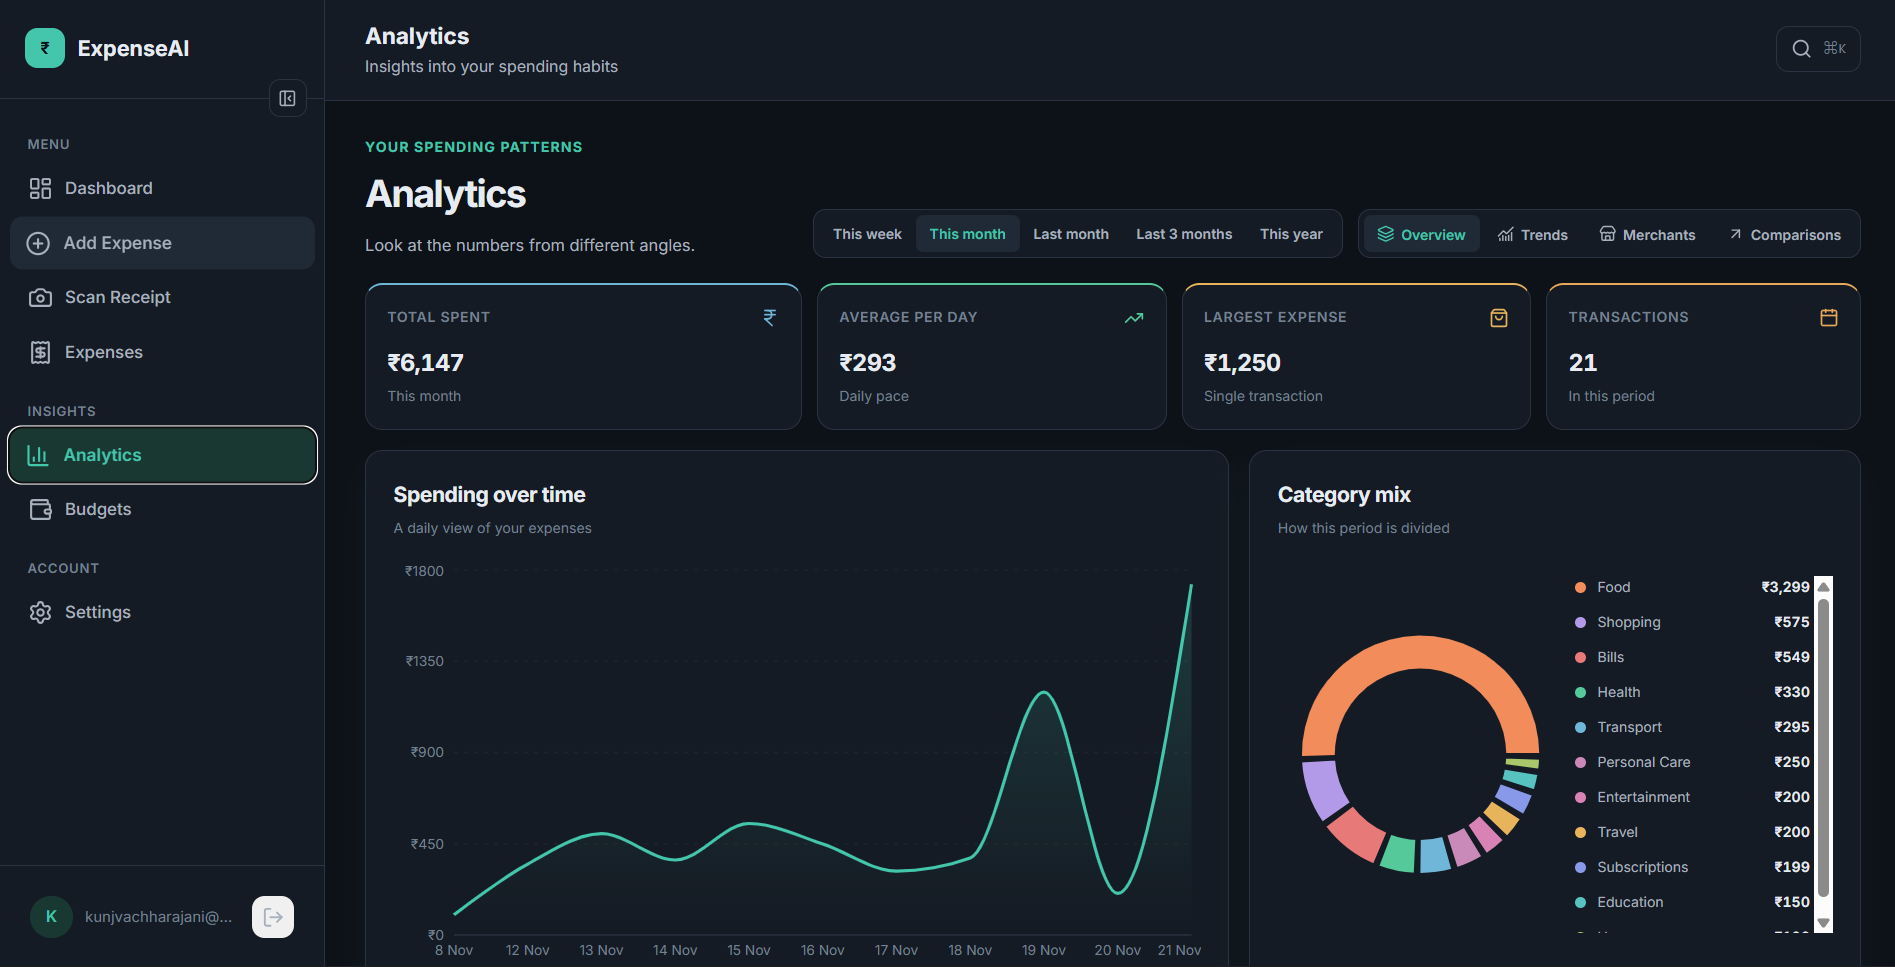 ₹
ExpenseAI
MENU
Dashboard
Add Expense
Scan Receipt
Expenses
INSIGHTS
Analytics
Budgets
ACCOUNT
Settings
K
kunjvachharajani@...
Analytics
Insights into your spending habits
⌘K
YOUR SPENDING PATTERNS
Analytics
Look at the numbers from different angles.
This week This month Last month Last 3 months This year
Overview Trends Merchants Comparisons
TOTAL SPENT ₹
₹6,147
This month
AVERAGE PER DAY
₹293
Daily pace
LARGEST EXPENSE
₹1,250
Single transaction
TRANSACTIONS
21
In this period
Spending over time
A daily view of your expenses
₹1800
₹1350
₹900
₹450
₹0
8 Nov 12 Nov 13 Nov 14 Nov 15 Nov 16 Nov 17 Nov 18 Nov 19 Nov 20 Nov 21 Nov
Category mix
How this period is divided
Food ₹3,299
Shopping ₹575
Bills ₹549
Health ₹330
Transport ₹295
Personal Care ₹250
Entertainment ₹200
Travel ₹200
Subscriptions ₹199
Education ₹150